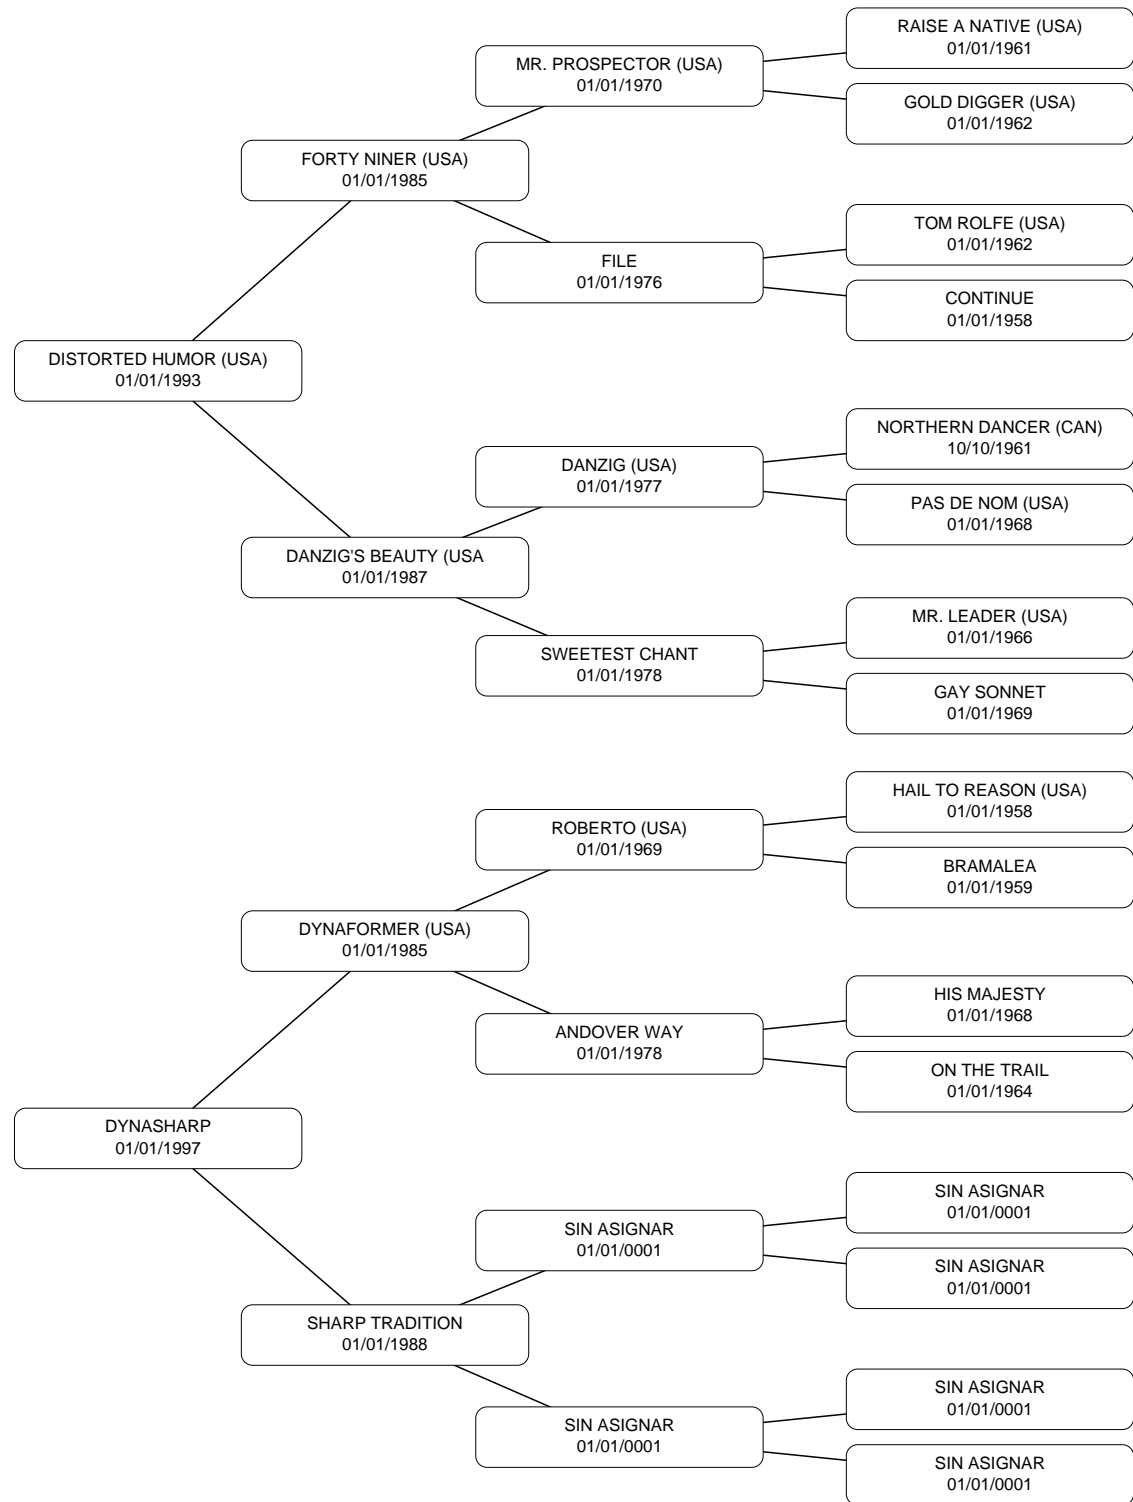 RAISE A NATIVE (USA)
01/01/1961
MR. PROSPECTOR (USA)
01/01/1970
GOLD DIGGER (USA)
01/01/1962
FORTY NINER (USA)
01/01/1985
TOM ROLFE (USA)
01/01/1962
FILE
01/01/1976
CONTINUE
01/01/1958
DISTORTED HUMOR (USA)
01/01/1993
NORTHERN DANCER (CAN)
10/10/1961
DANZIG (USA)
01/01/1977
PAS DE NOM (USA)
01/01/1968
DANZIG'S BEAUTY (USA
01/01/1987
MR. LEADER (USA)
01/01/1966
SWEETEST CHANT
01/01/1978
GAY SONNET
01/01/1969
HAIL TO REASON (USA)
01/01/1958
ROBERTO (USA)
01/01/1969
BRAMALEA
01/01/1959
DYNAFORMER (USA)
01/01/1985
HIS MAJESTY
01/01/1968
ANDOVER WAY
01/01/1978
ON THE TRAIL
01/01/1964
DYNASHARP
01/01/1997
SIN ASIGNAR
01/01/0001
SIN ASIGNAR
01/01/0001
SIN ASIGNAR
01/01/0001
SHARP TRADITION
01/01/1988
SIN ASIGNAR
01/01/0001
SIN ASIGNAR
01/01/0001
SIN ASIGNAR
01/01/0001